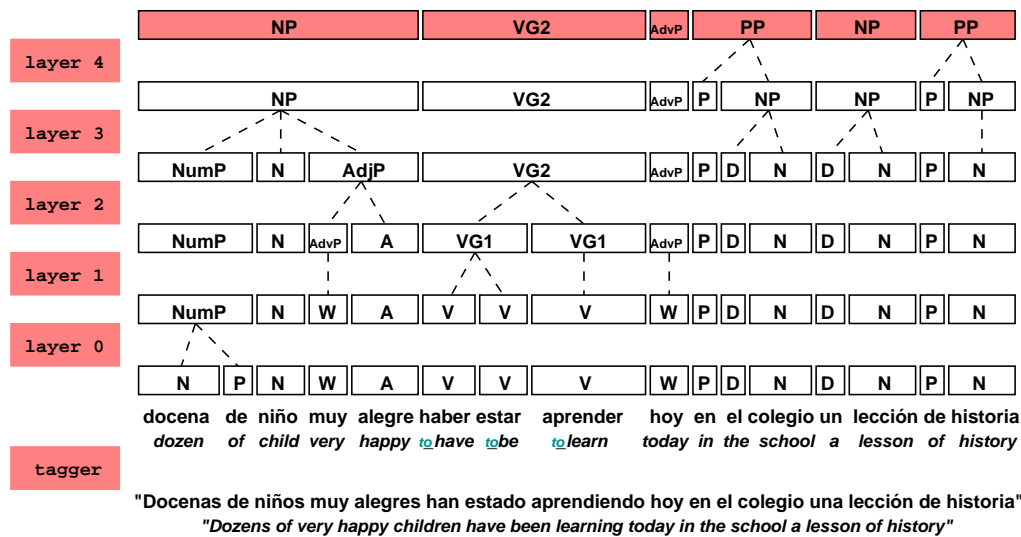 NP VG2 AdvP PP NP PP
layer 4
NP VG2 AdvP P NP NP P NP
layer 3
NumP N AdjP VG2 AdvP P D N D N P N
layer 2
NumP N AdvP A VG1 VG1 AdvP P D N D N P N
layer 1
NumP N W A V V V W P D N D N P N
layer 0
N P N W A V V V W P D N D N P N
docena de niño muy alegre haber estar aprender hoy en el colegio un lección de historia
dozen of child very happy to have to be to learn today in the school a lesson of history
tagger
"Docenas de niños muy alegres han estado aprendiendo hoy en el colegio una lección de historia"
"Dozens of very happy children have been learning today in the school a lesson of history"